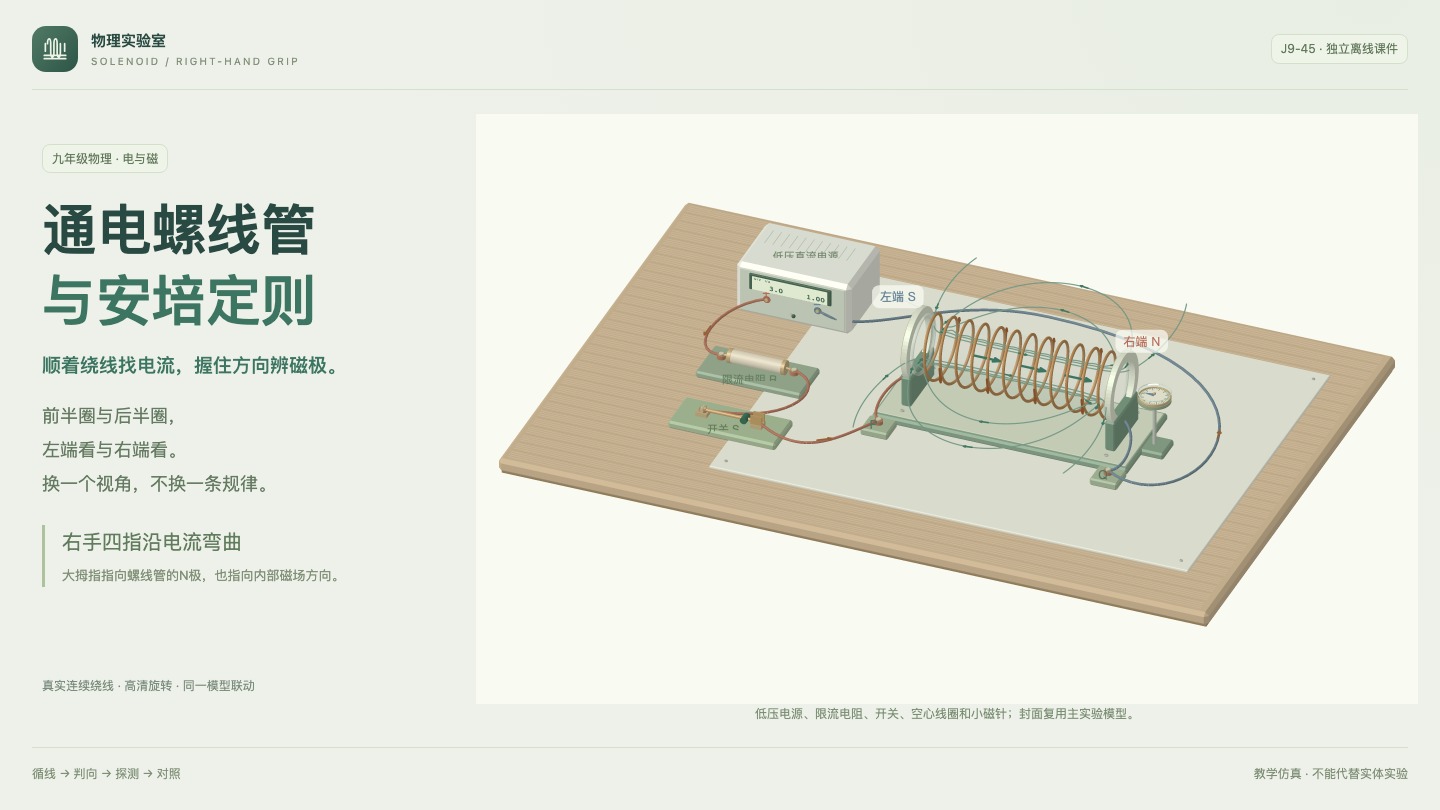 物理实验室
SOLENOID / RIGHT-HAND GRIP
J9-45 · 独立离线课件
九年级物理 · 电与磁
通电螺线管
与安培定则
顺着绕线找电流，握住方向辨磁极。
前半圈与后半圈，
左端看与右端看。
换一个视角，不换一条规律。
右手四指沿电流弯曲
大拇指指向螺线管的N极，也指向内部磁场方向。
真实连续绕线 · 高清旋转 · 同一模型联动
低压直流电源
3.0
1.00
左端 S
右端 N
限流电阻 R
开关 S
P
Q
低压电源、限流电阻、开关、空心线圈和小磁针；封面复用主实验模型。
循线 → 判向 → 探测 → 对照
教学仿真 · 不能代替实体实验